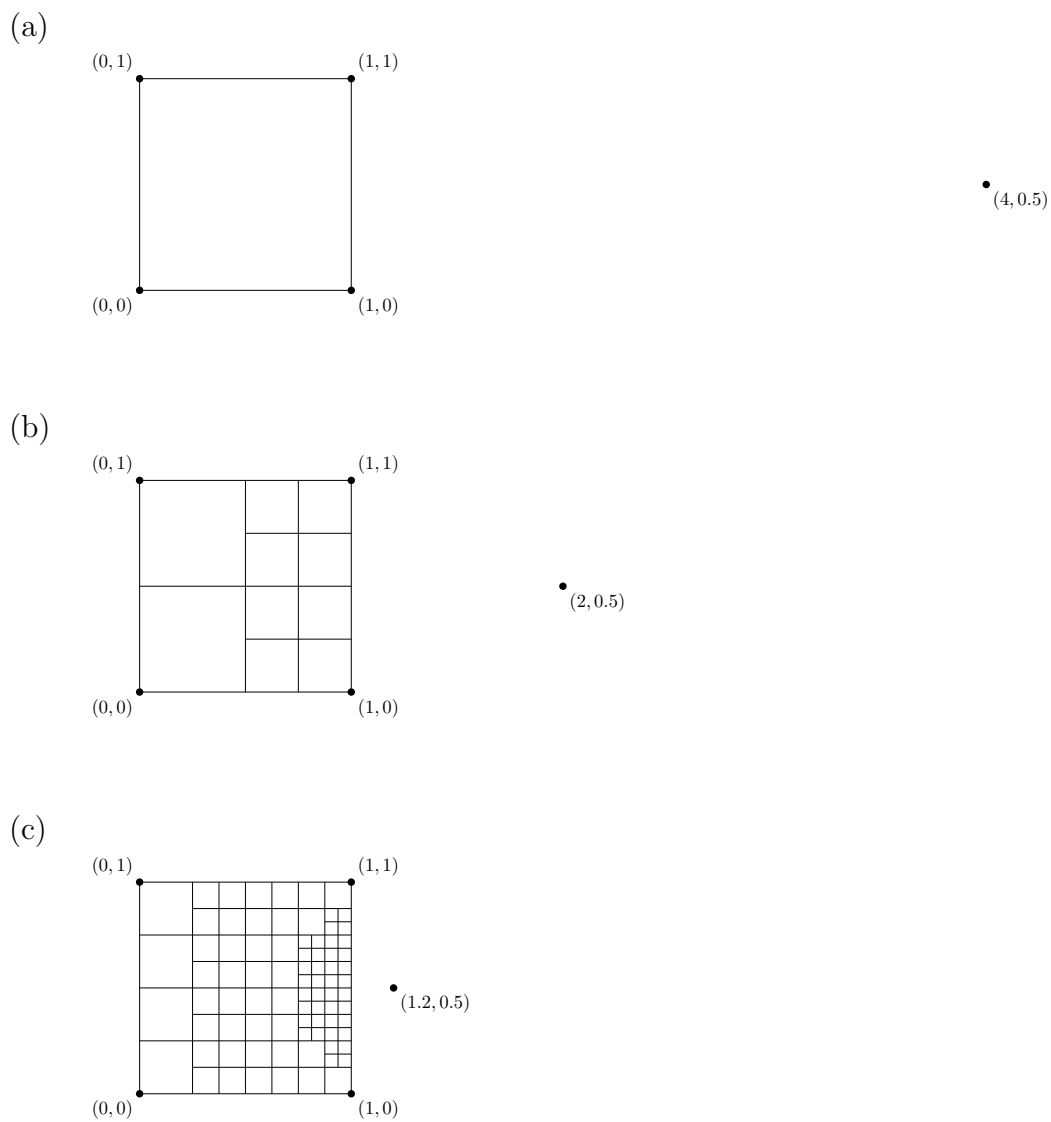 (a)
(0, 1) (1, 1)
(4, 0.5)
(0, 0) (1, 0)
(b)
(0, 1) (1, 1)
(2, 0.5)
(0, 0) (1, 0)
(c)
(0, 1) (1, 1)
(1.2, 0.5)
(0, 0) (1, 0)